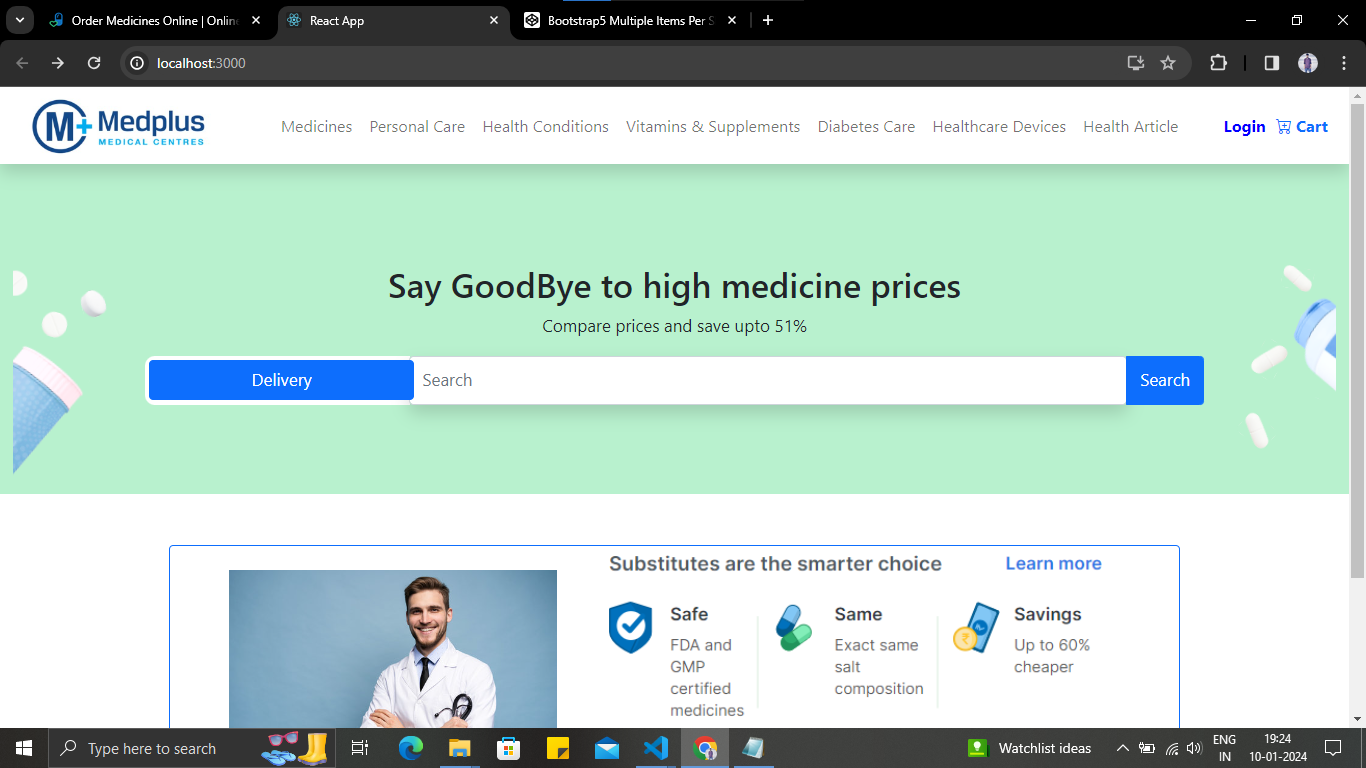 Order Medicines Online | Online
React App
Bootstrap5 Multiple Items Per S
localhost:3000
M+ Medplus
MEDICAL CENTRES
Medicines Personal Care Health Conditions Vitamins & Supplements Diabetes Care Healthcare Devices Health Article Login Cart
Say GoodBye to high medicine prices
Compare prices and save upto 51%
Delivery Search Search
Substitutes are the smarter choice Learn more
Safe
FDA and
GMP
certified
medicines
Same
Exact same
salt
composition
Savings
Up to 60%
cheaper
Type here to search
Watchlist ideas
ENG
IN
19:24
10-01-2024